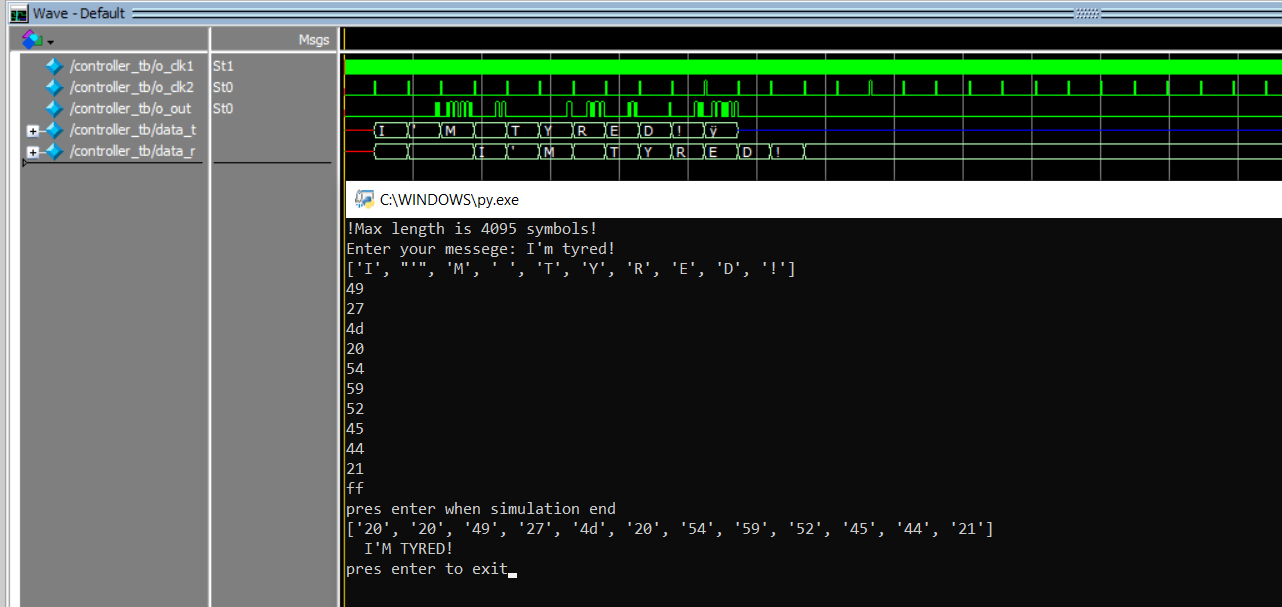 Wave - Default
Msgs
/controller_tb/o_clk1 St1
/controller_tb/o_clk2 St0
/controller_tb/o_out St0
/controller_tb/data_t I ' M T Y R E D ! ÿ
/controller_tb/data_r I ' M T Y R E D !
C:\WINDOWS\py.exe
!Max length is 4095 symbols!
Enter your messege: I'm tyred!
['I', "'", 'M', ' ', 'T', 'Y', 'R', 'E', 'D', '!']
49
27
4d
20
54
59
52
45
44
21
ff
pres enter when simulation end
['20', '20', '49', '27', '4d', '20', '54', '59', '52', '45', '44', '21']
  I'M TYRED!
pres enter to exit